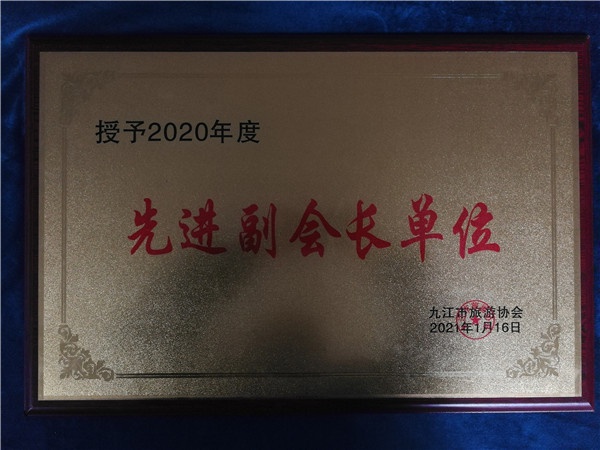 授予2020年度
先进副会长单位
九江市旅游协会
2021年1月16日